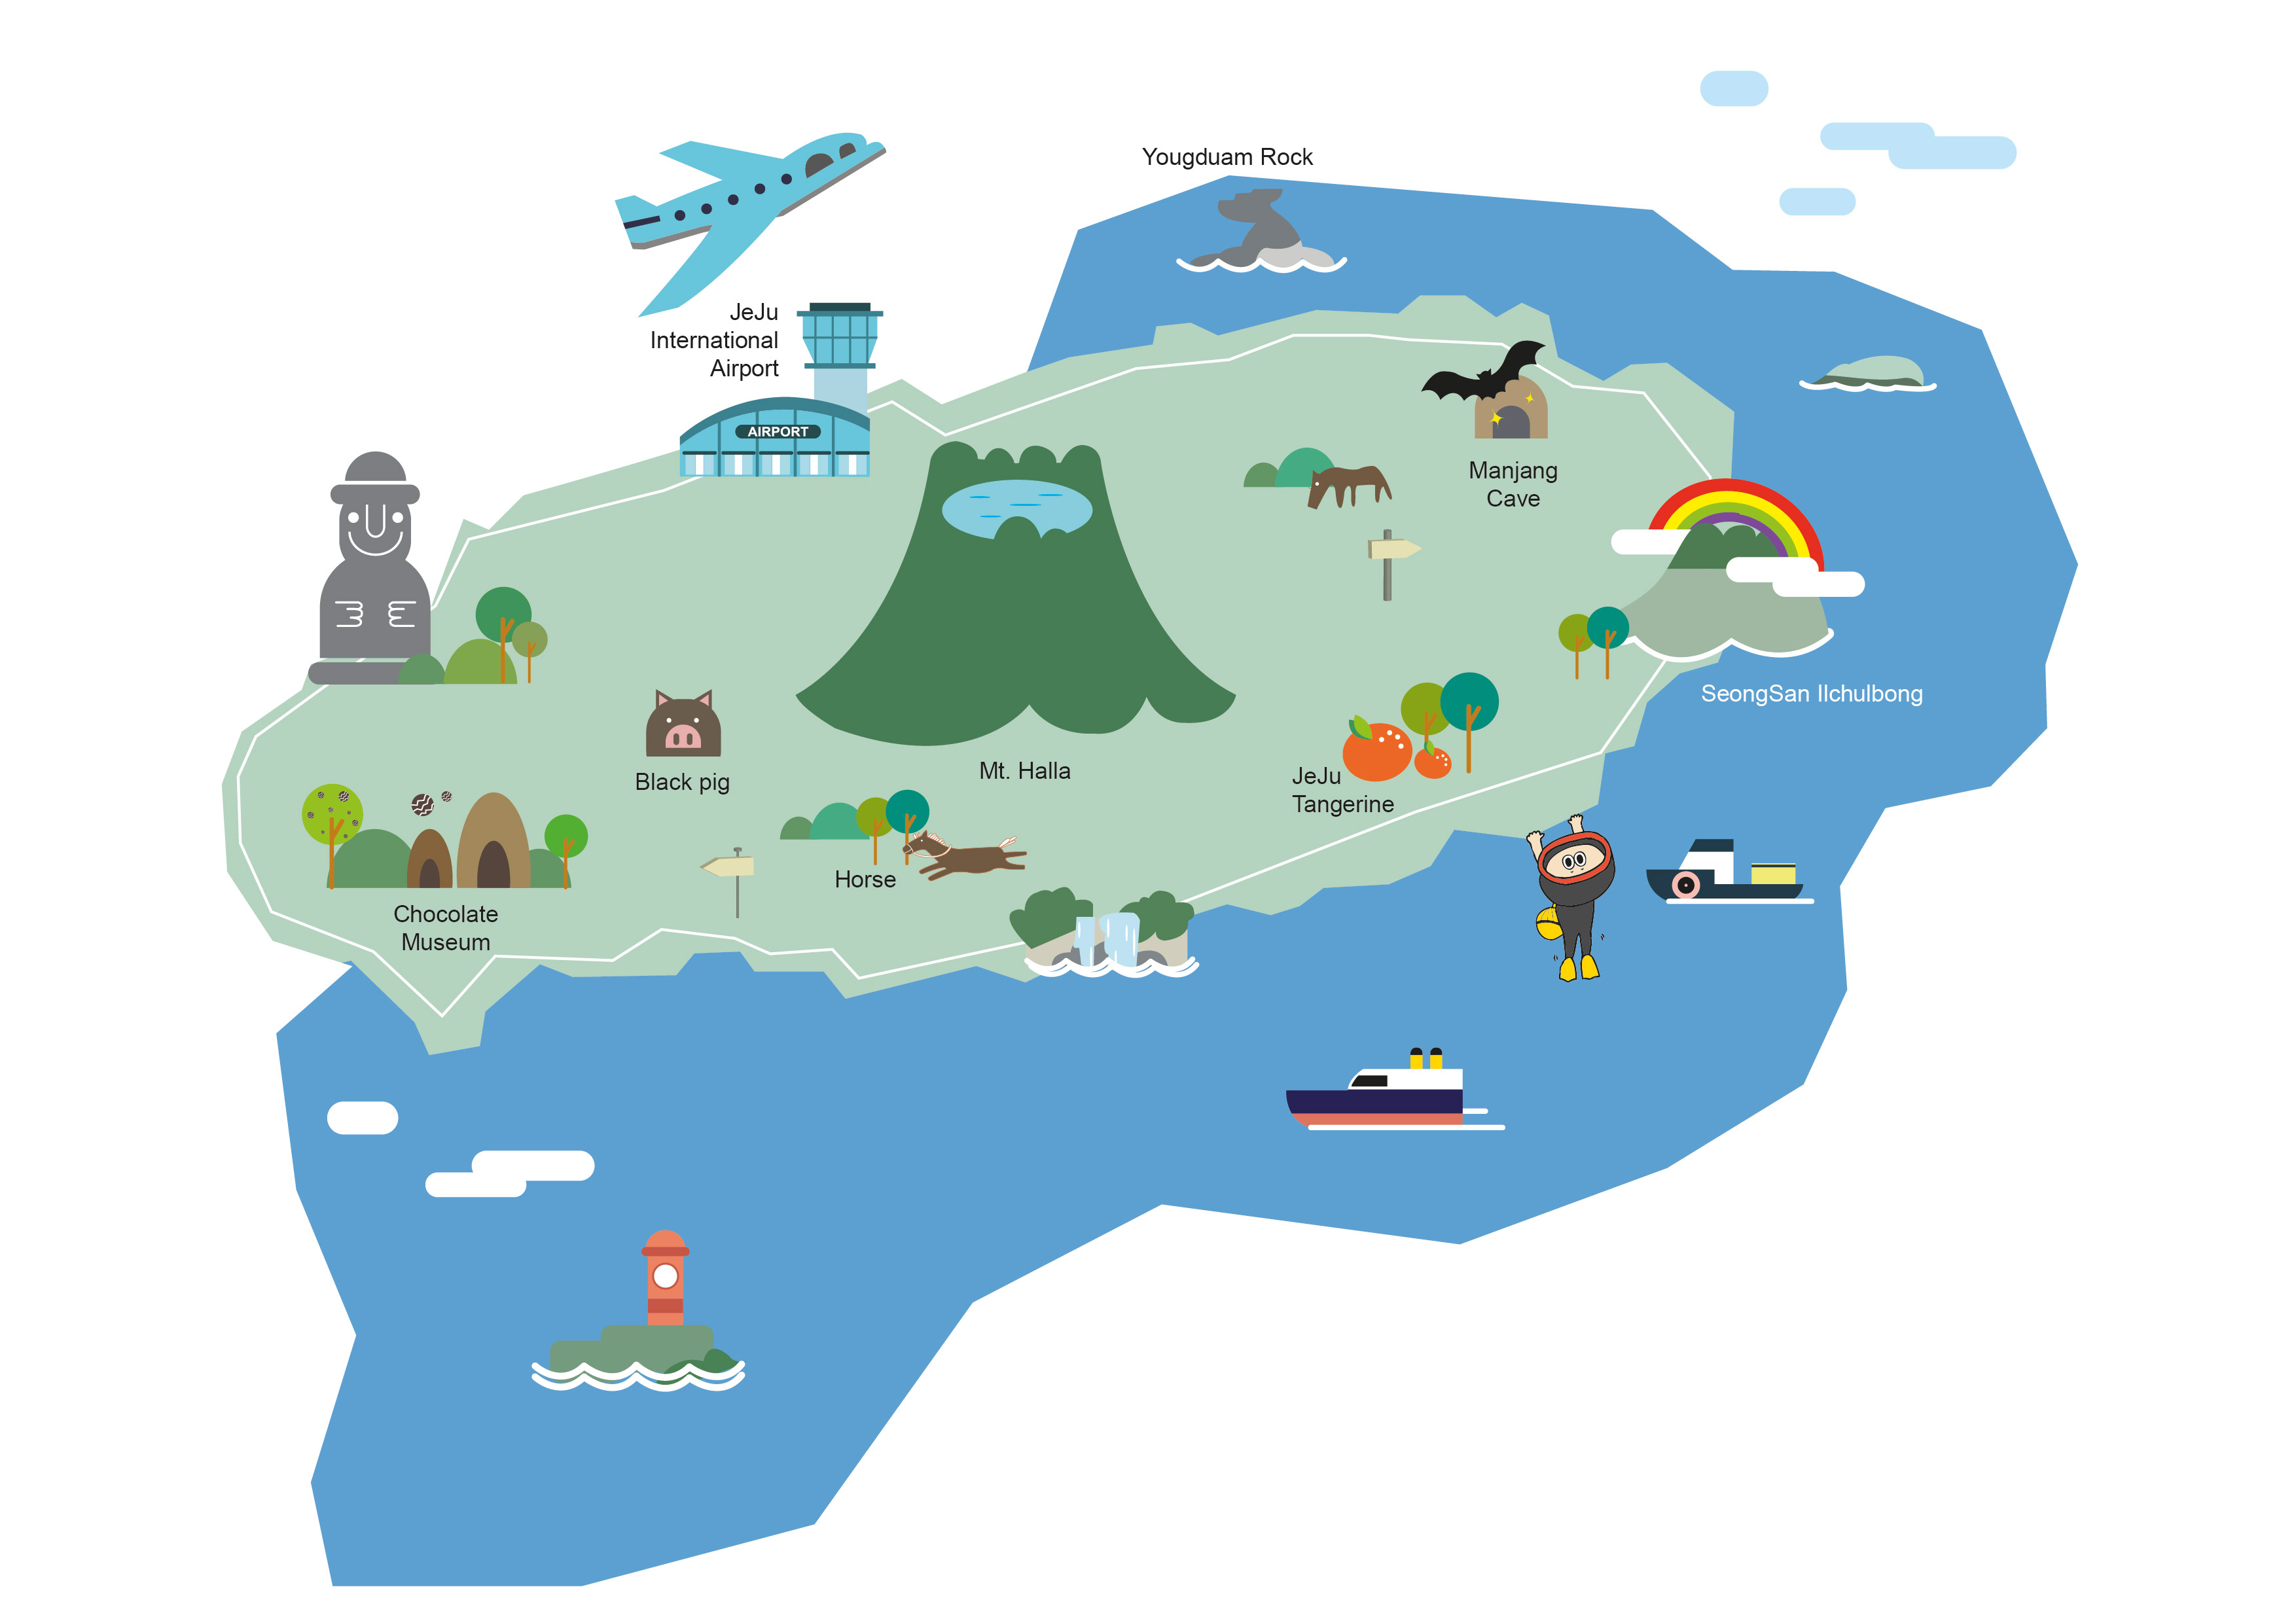 Yougduam Rock
JeJu
International
Airport
AIRPORT
Manjang
Cave
SeongSan Ilchulbong
Black pig
Mt. Halla
JeJu
Tangerine
Horse
Chocolate
Museum